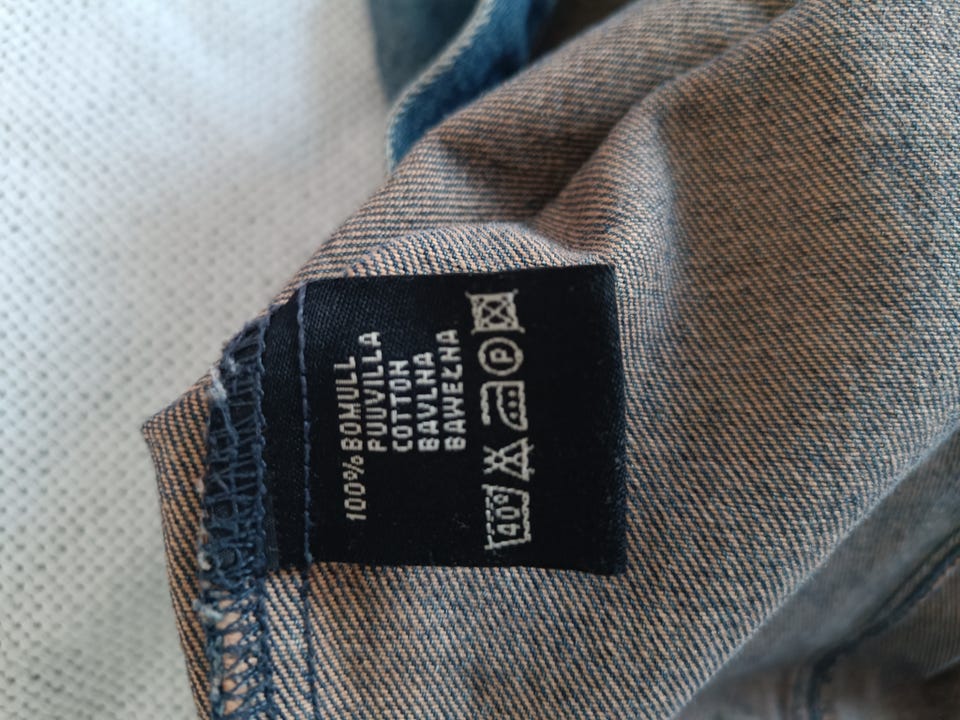 100% BOMULL
PUUVILLA
COTTON
BAVLNA
BAWEŁNA
40°
P